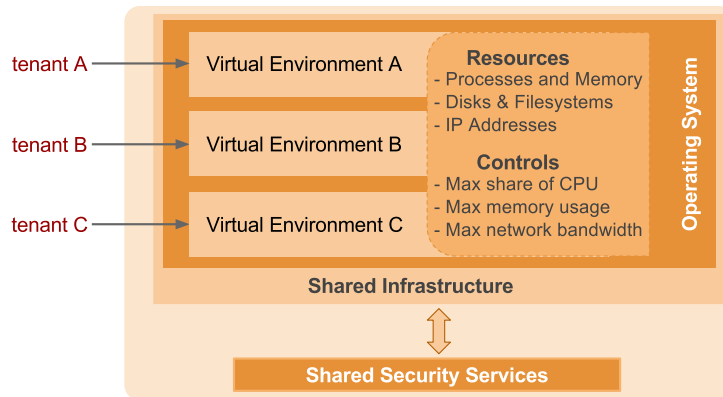 tenant A
Virtual Environment A
tenant B
Virtual Environment B
tenant C
Virtual Environment C
Resources
- Processes and Memory
- Disks & Filesystems
- IP Addresses
Controls
- Max share of CPU
- Max memory usage
- Max network bandwidth
Operating System
Shared Infrastructure
Shared Security Services